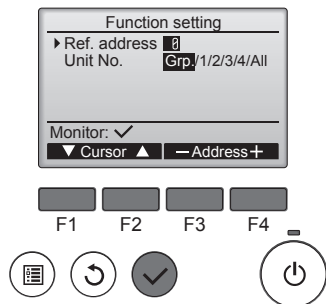 Function setting
Ref. address 0
Unit No. Grp./1/2/3/4/All
Monitor:
Cursor −Address+
F1 F2 F3 F4